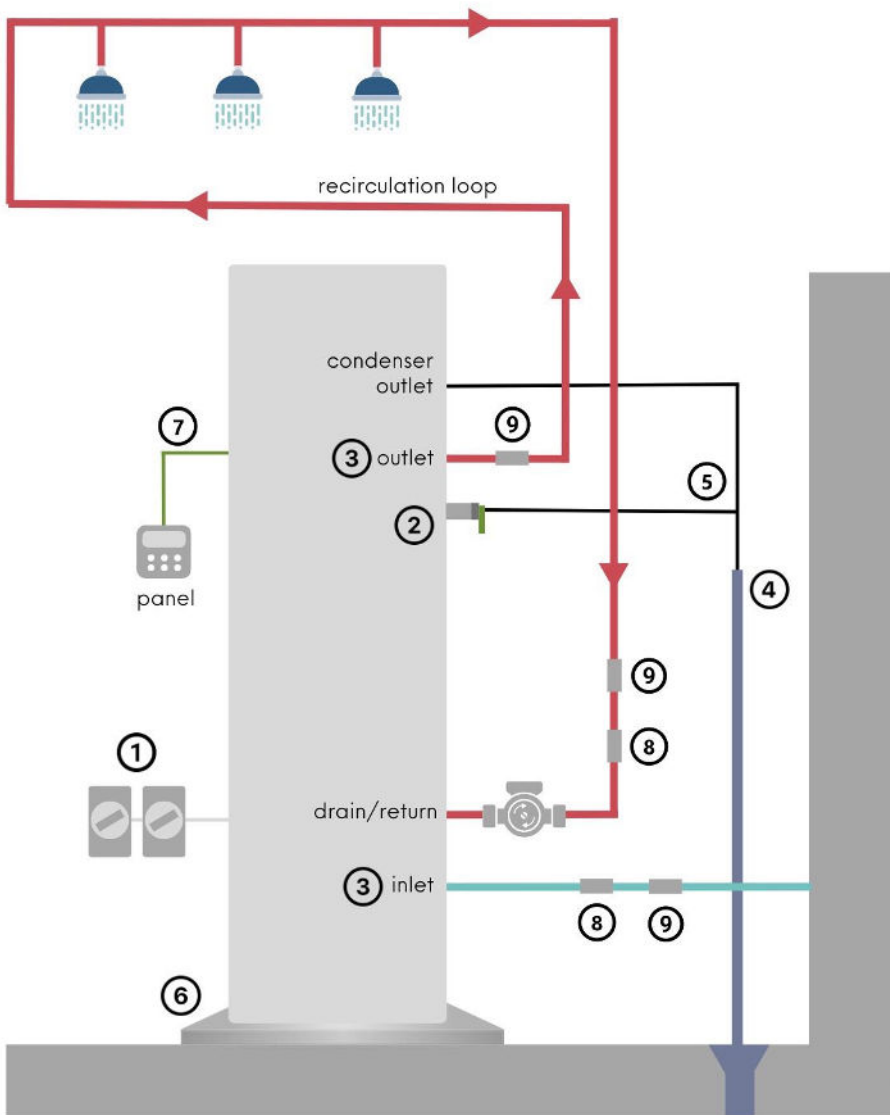 recirculation loop
condenser
outlet
7
9
3 outlet
5
2
4
panel
9
1
8
drain/return
3 inlet
8
9
6